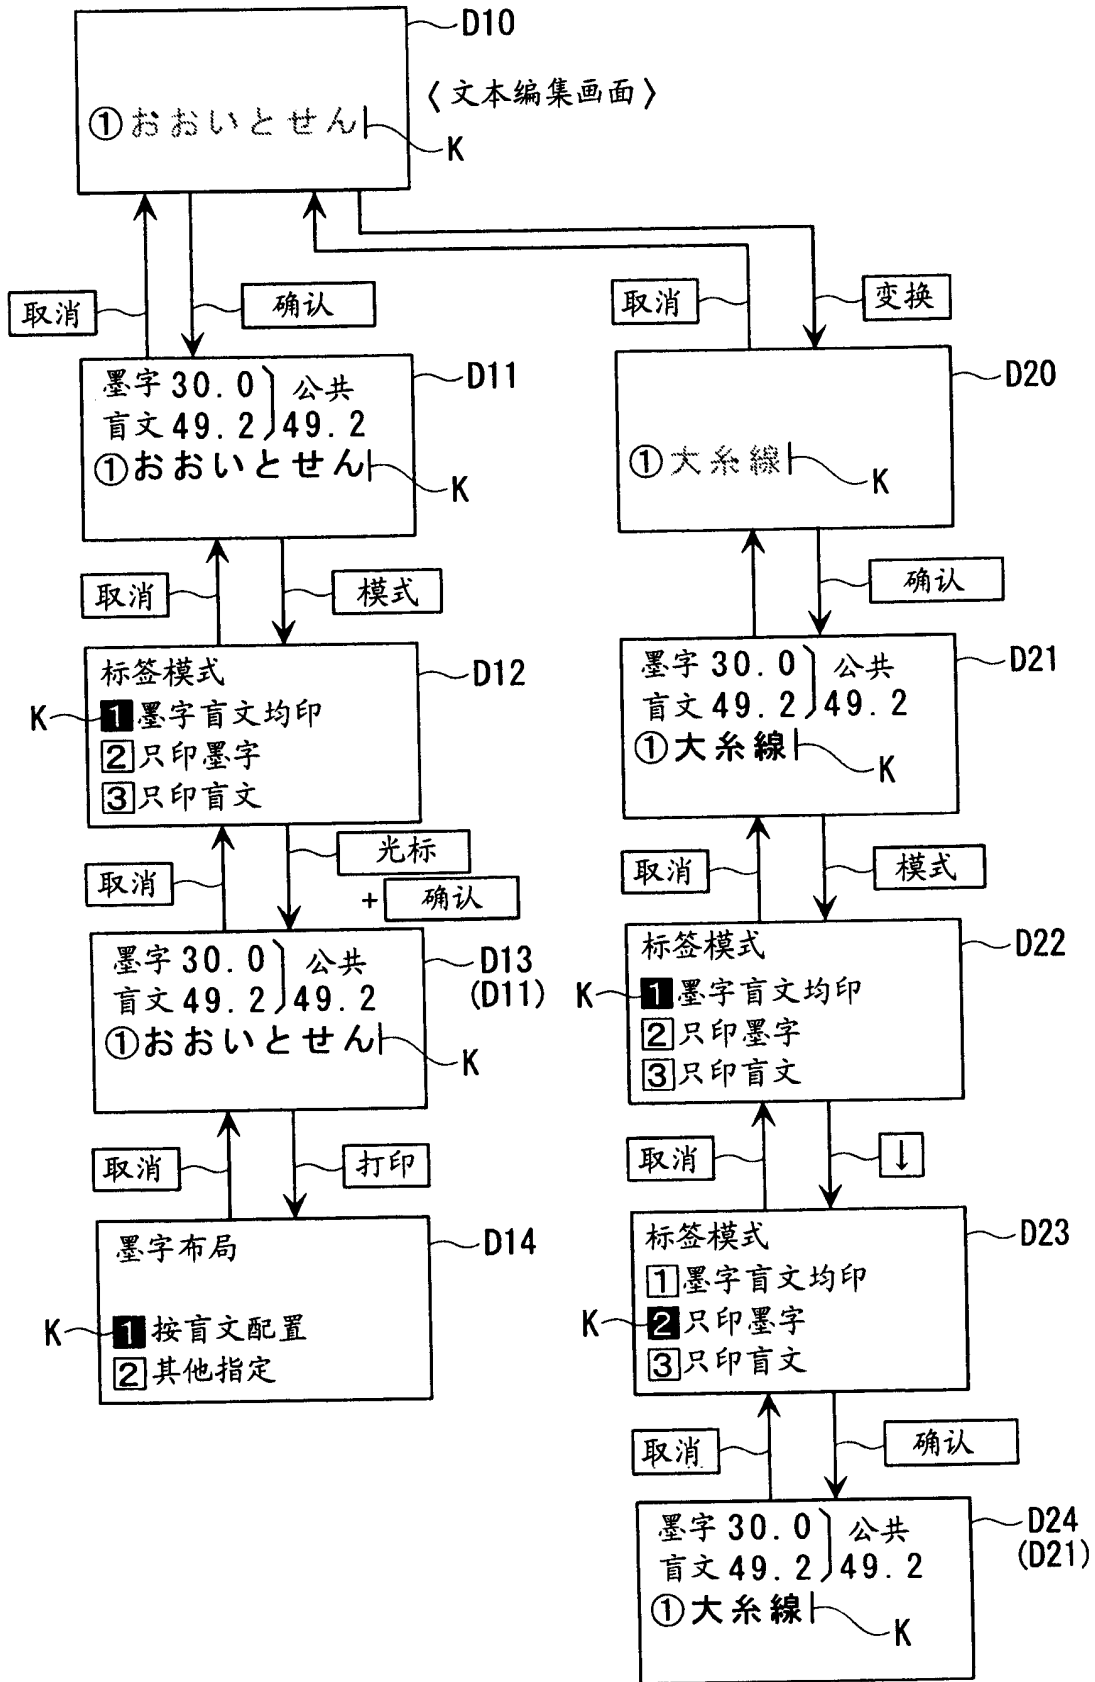 D10
〈文本编集画面〉
①おおいとせん
K
取消
确认
取消
变换
墨字 30.0 公共
盲文 49.2 49.2
①おおいとせん
D11
K
D20
①大糸線
K
取消
模式
确认
标签模式
1 墨字盲文均印
2 只印墨字
3 只印盲文
D12
K
墨字 30.0 公共
盲文 49.2 49.2
①大糸線
D21
K
取消
光标
+ 确认
取消
模式
墨字 30.0 公共
盲文 49.2 49.2
①おおいとせん
D13
(D11)
K
标签模式
1 墨字盲文均印
2 只印墨字
3 只印盲文
D22
K
取消
打印
取消
↓
墨字布局
1 按盲文配置
2 其他指定
D14
K
标签模式
1 墨字盲文均印
2 只印墨字
3 只印盲文
D23
K
取消
确认
墨字 30.0 公共
盲文 49.2 49.2
①大糸線
D24
(D21)
K